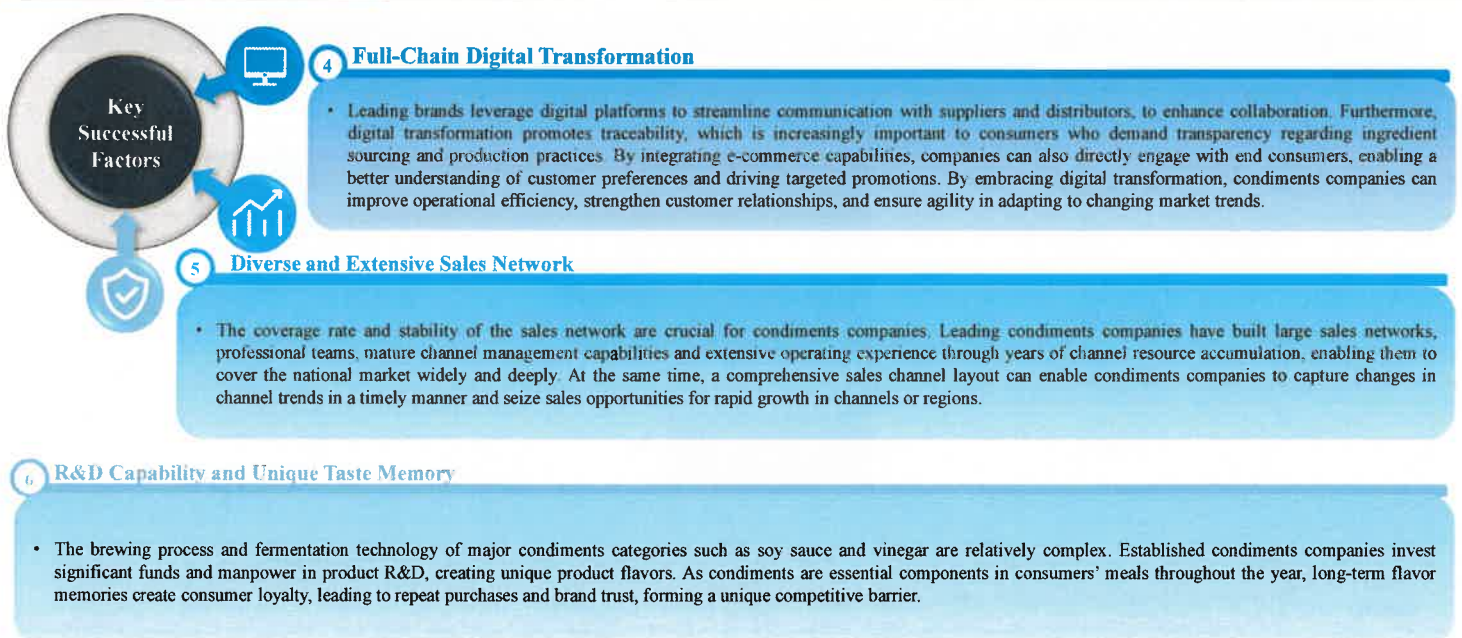 Key
Successful
Factors
4 Full-Chain Digital Transformation
• Leading brands leverage digital platforms to streamline communication with suppliers and distributors, to enhance collaboration. Furthermore,
digital transformation promotes traceability, which is increasingly important to consumers who demand transparency regarding ingredient
sourcing and production practices. By integrating e-commerce capabilities, companies can also directly engage with end consumers, enabling a
better understanding of customer preferences and driving targeted promotions. By embracing digital transformation, condiments companies can
improve operational efficiency, strengthen customer relationships, and ensure agility in adapting to changing market trends.
5 Diverse and Extensive Sales Network
• The coverage rate and stability of the sales network are crucial for condiments companies. Leading condiments companies have built large sales networks,
professional teams, mature channel management capabilities and extensive operating experience through years of channel resource accumulation, enabling them to
cover the national market widely and deeply. At the same time, a comprehensive sales channel layout can enable condiments companies to capture changes in
channel trends in a timely manner and seize sales opportunities for rapid growth in channels or regions.
6 R&D Capability and Unique Taste Memory
• The brewing process and fermentation technology of major condiments categories such as soy sauce and vinegar are relatively complex. Established condiments companies invest
significant funds and manpower in product R&D, creating unique product flavors. As condiments are essential components in consumers' meals throughout the year, long-term flavor
memories create consumer loyalty, leading to repeat purchases and brand trust, forming a unique competitive barrier.